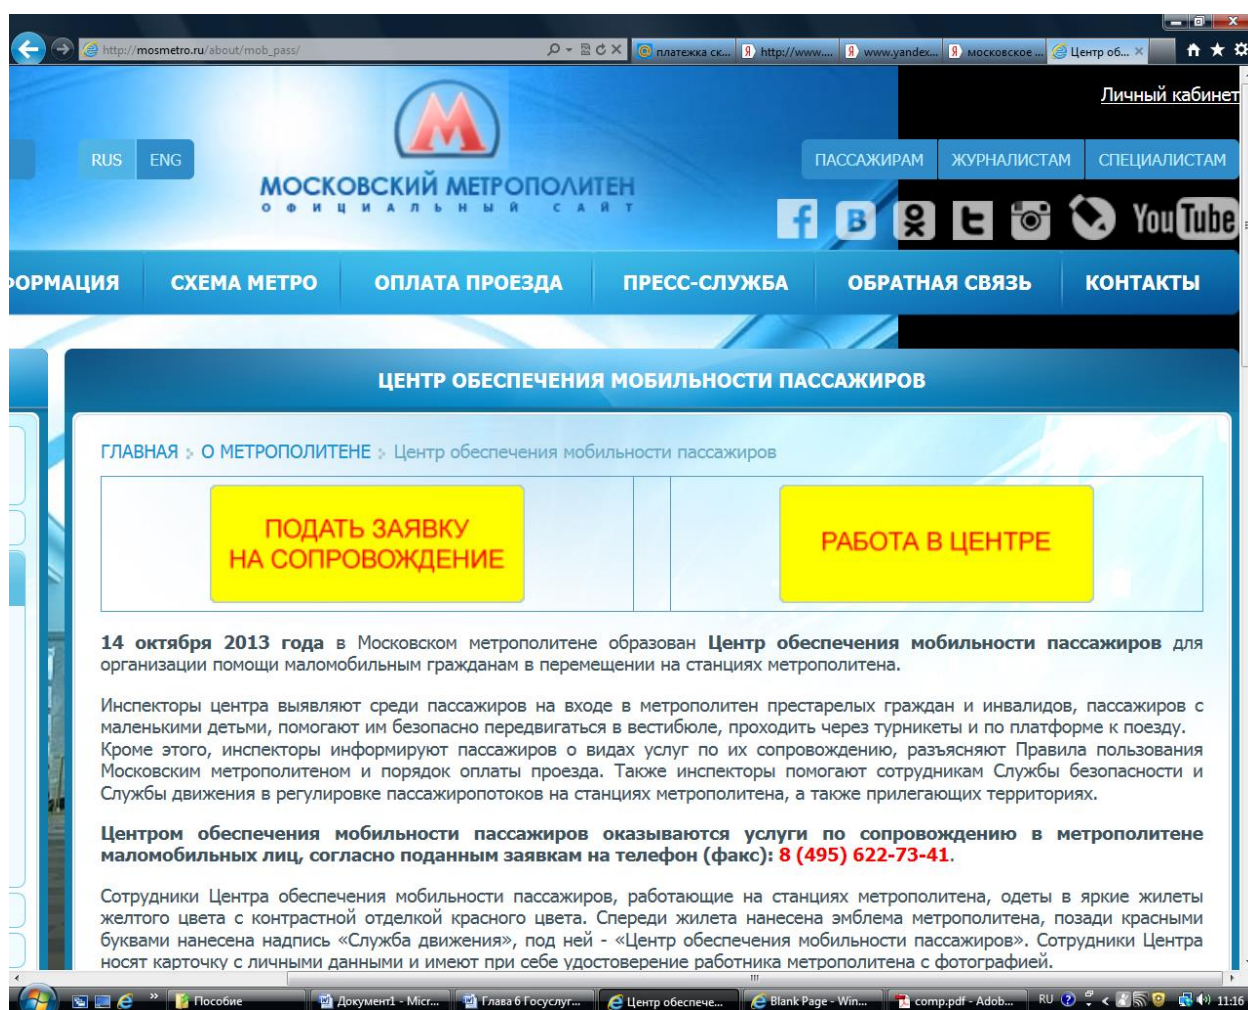 http://mosmetro.ru/about/mob_pass/
платежка ск...
http://www....
www.yandex...
московское ...
Центр об...
Личный кабинет
RUS
ENG
МОСКОВСКИЙ МЕТРОПОЛИТЕН
ОФИЦИАЛЬНЫЙ САЙТ
ПАССАЖИРАМ
ЖУРНАЛИСТАМ
СПЕЦИАЛИСТАМ
You Tube
ОРМАЦИЯ
СХЕМА МЕТРО
ОПЛАТА ПРОЕЗДА
ПРЕСС-СЛУЖБА
ОБРАТНАЯ СВЯЗЬ
КОНТАКТЫ
ЦЕНТР ОБЕСПЕЧЕНИЯ МОБИЛЬНОСТИ ПАССАЖИРОВ
ГЛАВНАЯ О МЕТРОПОЛИТЕНЕ Центр обеспечения мобильности пассажиров
ПОДАТЬ ЗАЯВКУ
НА СОПРОВОЖДЕНИЕ
РАБОТА В ЦЕНТРЕ
14 октября 2013 года в Московском метрополитене образован Центр обеспечения мобильности пассажиров для
организации помощи маломобильным гражданам в перемещении на станциях метрополитена.
Инспекторы центра выявляют среди пассажиров на входе в метрополитен престарелых граждан и инвалидов, пассажиров с
маленькими детьми, помогают им безопасно передвигаться в вестибюле, проходить через турникеты и по платформе к поезду.
Кроме этого, инспекторы информируют пассажиров о видах услуг по их сопровождению, разъясняют Правила пользования
Московским метрополитеном и порядок оплаты проезда. Также инспекторы помогают сотрудникам Службы безопасности и
Службы движения в регулировке пассажиропотоков на станциях метрополитена, а также прилегающих территориях.
Центром обеспечения мобильности пассажиров оказываются услуги по сопровождению в метрополитене
маломобильных лиц, согласно поданным заявкам на телефон (факс): 8 (495) 622-73-41.
Сотрудники Центра обеспечения мобильности пассажиров, работающие на станциях метрополитена, одеты в яркие жилеты
желтого цвета с контрастной отделкой красного цвета. Спереди жилета нанесена эмблема метрополитена, позади красными
буквами нанесена надпись «Служба движения», под ней - «Центр обеспечения мобильности пассажиров». Сотрудники Центра
носят карточку с личными данными и имеют при себе удостоверение работника метрополитена с фотографией.
Пособие
Документ1 - Micr...
Глава 6 Госуслуг...
Центр обеспече...
Blank Page - Win...
comp.pdf - Adob...
RU
11:16